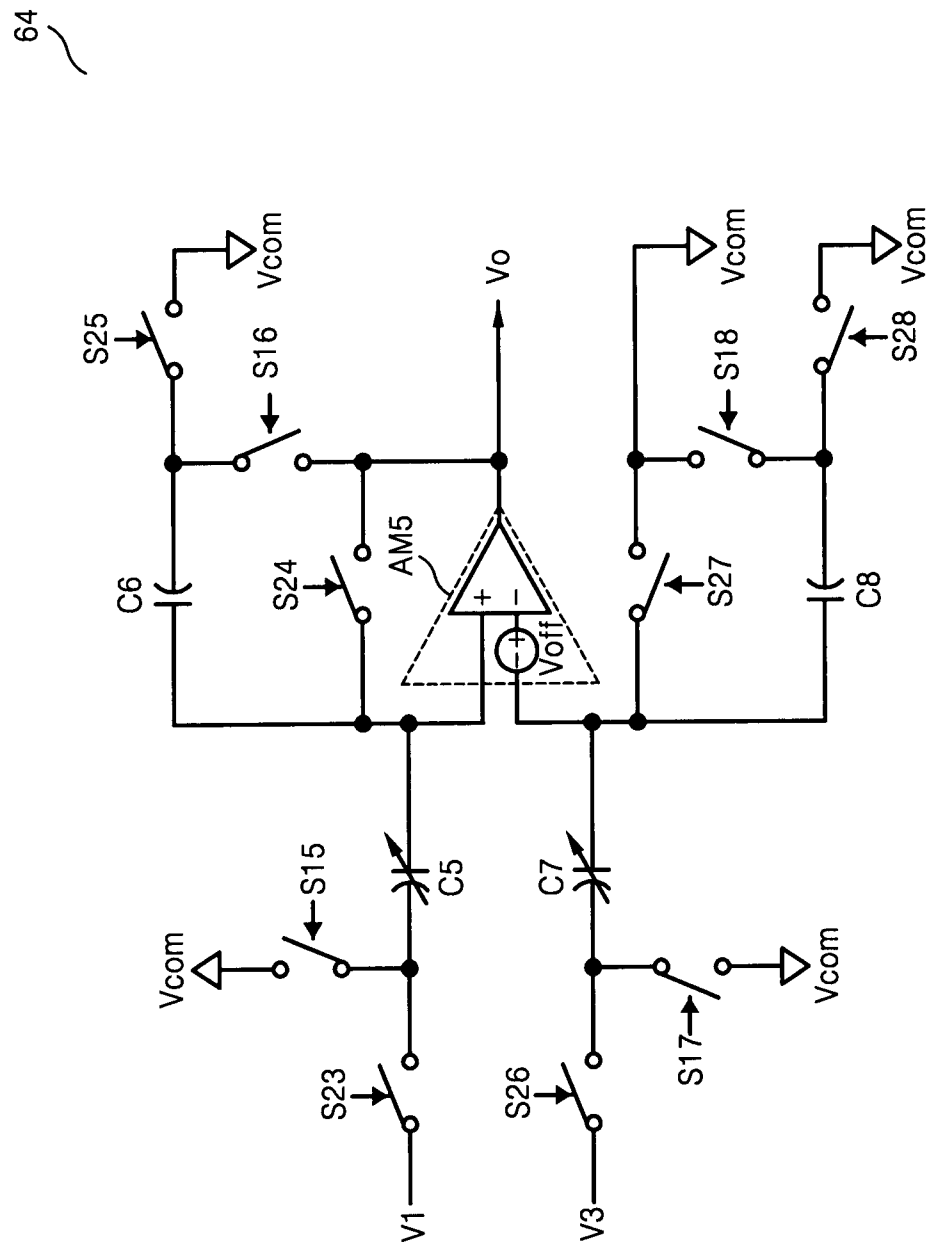 64
S25
Vcom
S16
C6
Vo
S24
AM5
+
−
+
Voff
Vcom
S15
C5
Vcom
S23
V1
S18
S27
Vcom
S28
C8
C7
S26
S17
Vcom
V3